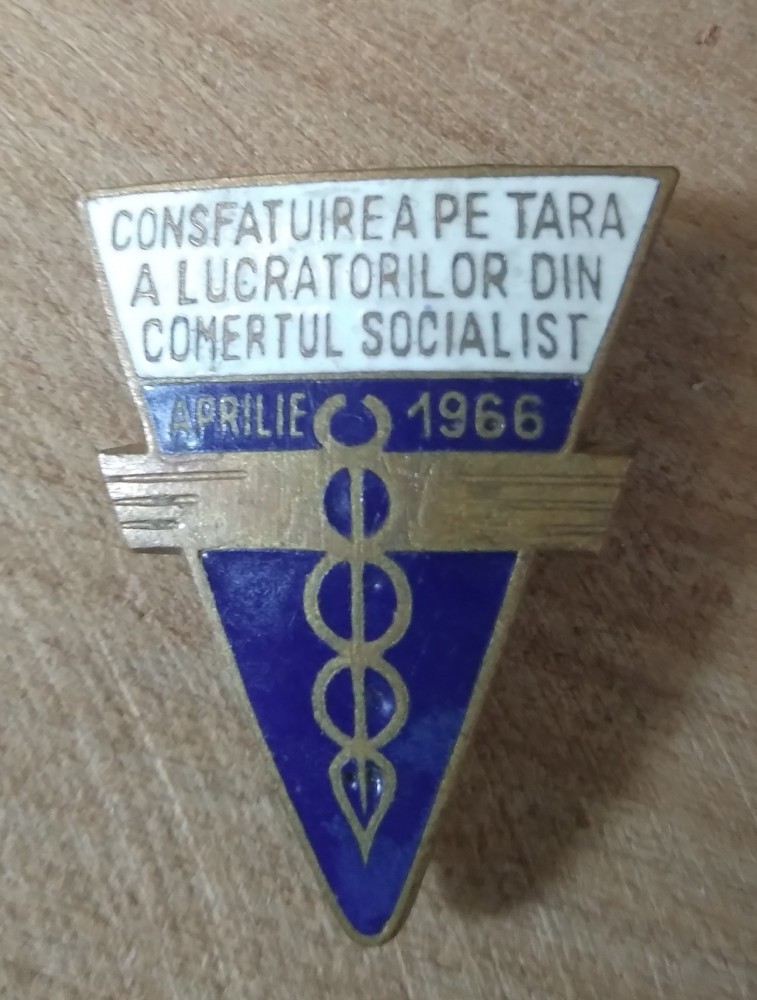 CONSFATUIREA PE TARA
A LUCRATORILOR DIN
COMERTUL SOCIALIST
APRILIE 1966